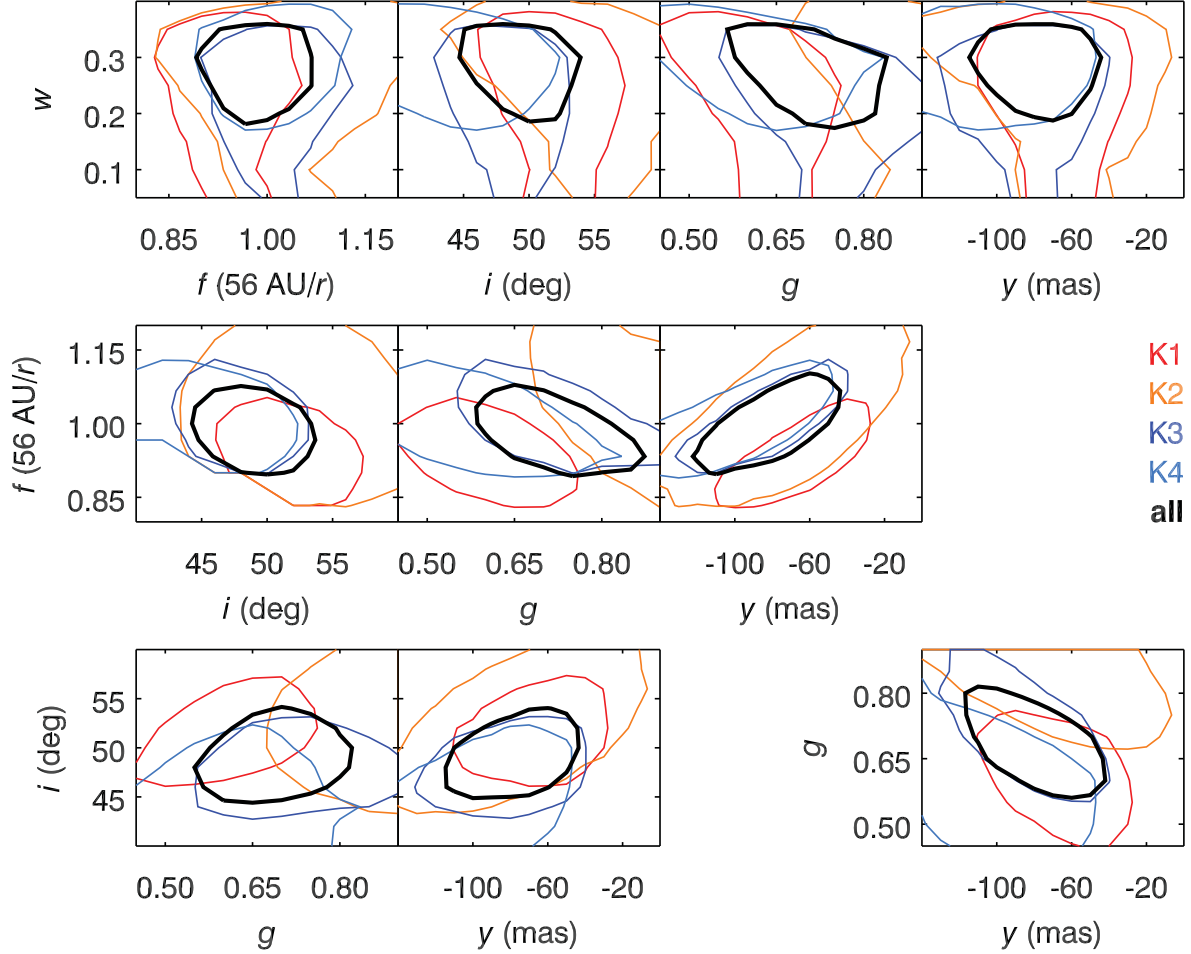 w
0.3
0.2
0.1
0.85 1.00 1.15 45 50 55 0.50 0.65 0.80 -100 -60 -20
f (56 AU/r) i (deg) g y (mas)
f (56 AU/r)
1.15
1.00
0.85
K1
K2
K3
K4
all
45 50 55 0.50 0.65 0.80 -100 -60 -20
i (deg) g y (mas)
i (deg)
55
50
45
g
0.80
0.65
0.50
0.50 0.65 0.80 -100 -60 -20 -100 -60 -20
g y (mas) y (mas)